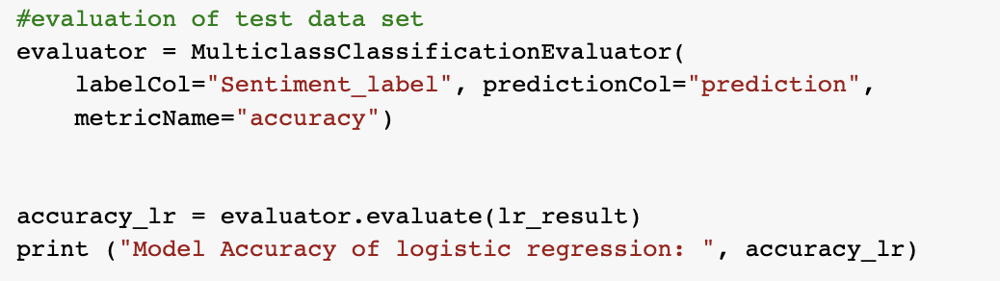 #evaluation of test data set
evaluator = MulticlassClassificationEvaluator(
    labelCol="Sentiment_label", predictionCol="prediction",
    metricName="accuracy")
accuracy_lr = evaluator.evaluate(lr_result)
print ("Model Accuracy of logistic regression: ", accuracy_lr)